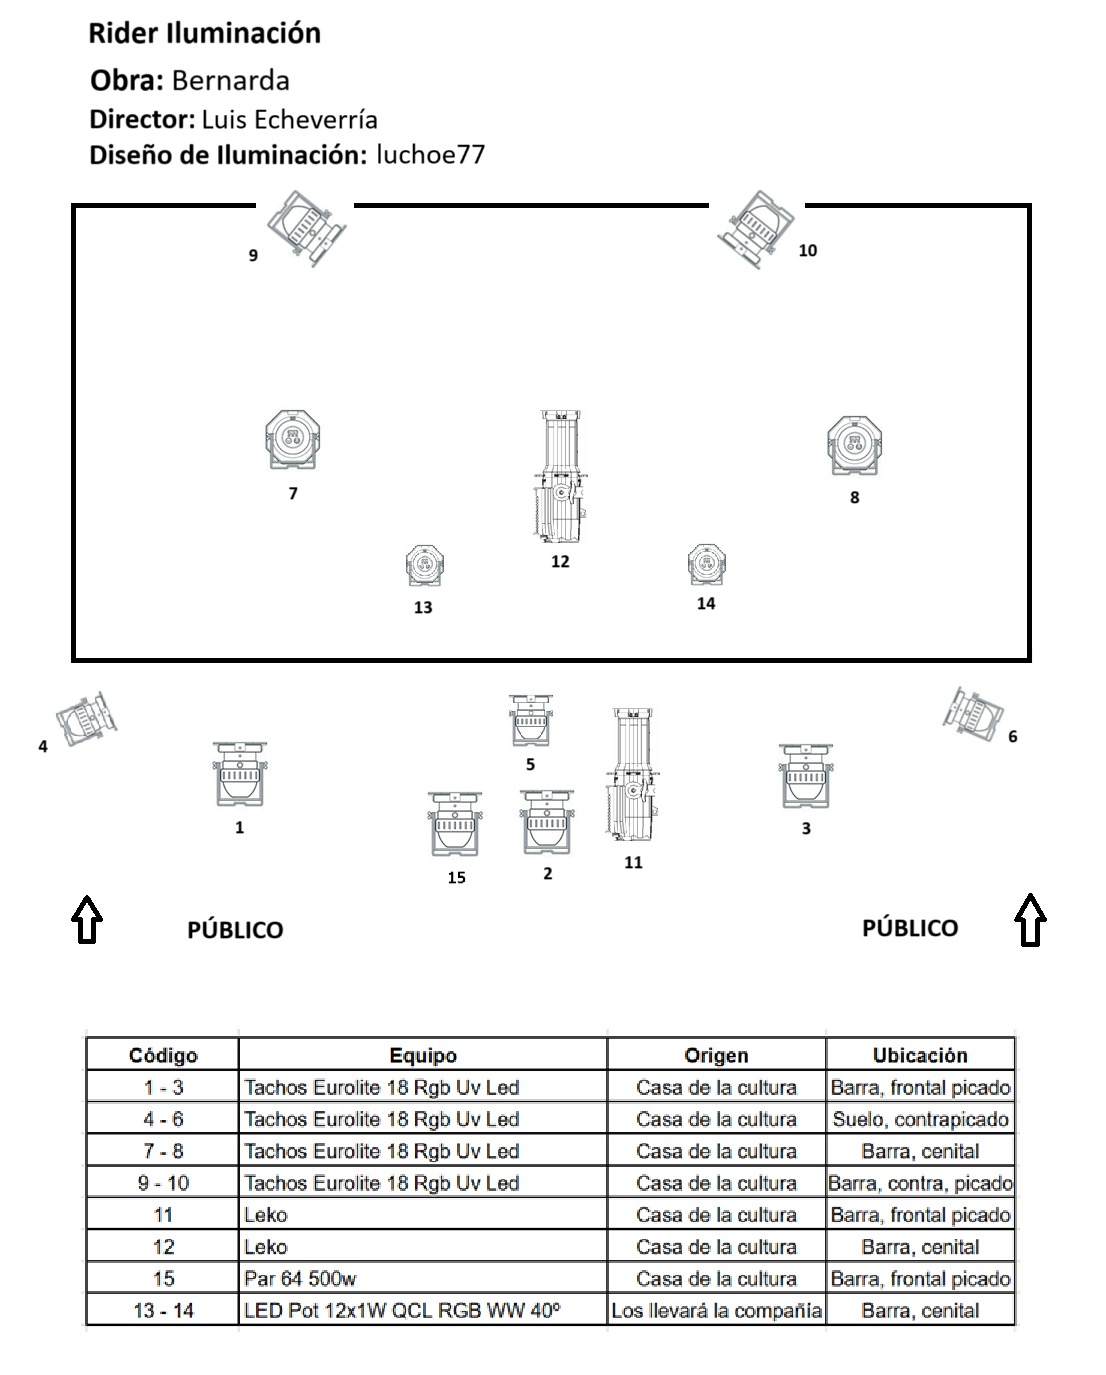 Rider Iluminación
Obra: Bernarda
Director: Luis Echeverría
Diseño de Iluminación: luchoe77
9
10
7
8
12
13
14
4
6
5
1
3
11
2
15
PÚBLICO
PÚBLICO
Código Equipo Origen Ubicación
1 - 3 Tachos Eurolite 18 Rgb Uv Led Casa de la cultura Barra, frontal picado
4 - 6 Tachos Eurolite 18 Rgb Uv Led Casa de la cultura Suelo, contrapicado
7 - 8 Tachos Eurolite 18 Rgb Uv Led Casa de la cultura Barra, cenital
9 - 10 Tachos Eurolite 18 Rgb Uv Led Casa de la cultura Barra, contra, picado
11 Leko Casa de la cultura Barra, frontal picado
12 Leko Casa de la cultura Barra, cenital
15 Par 64 500w Casa de la cultura Barra, frontal picado
13 - 14 LED Pot 12x1W QCL RGB WW 40º Los llevará la compañía Barra, cenital